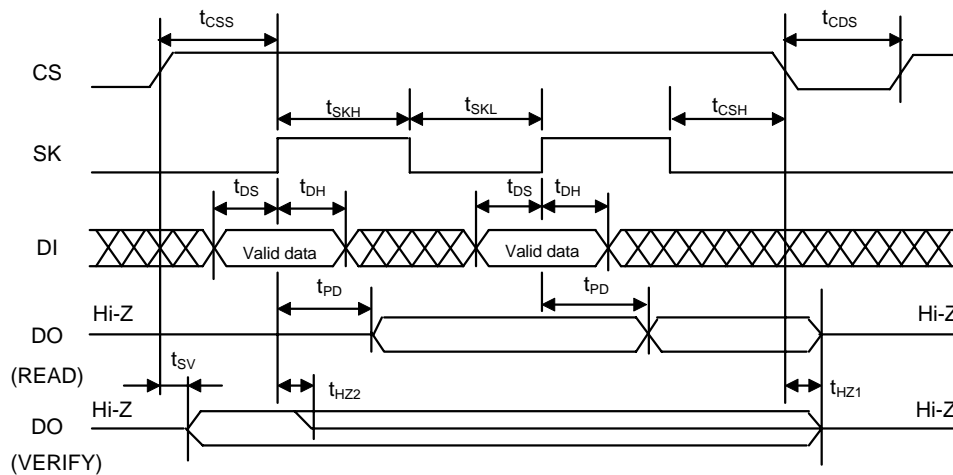 tCSS
tCDS
CS
tSKH
tSKL
tCSH
SK
tDS
tDH
tDS
tDH
DI
Valid data
Valid data
tPD
tPD
Hi-Z
Hi-Z
DO
(READ)
tSV
tHZ2
tHZ1
Hi-Z
Hi-Z
DO
(VERIFY)